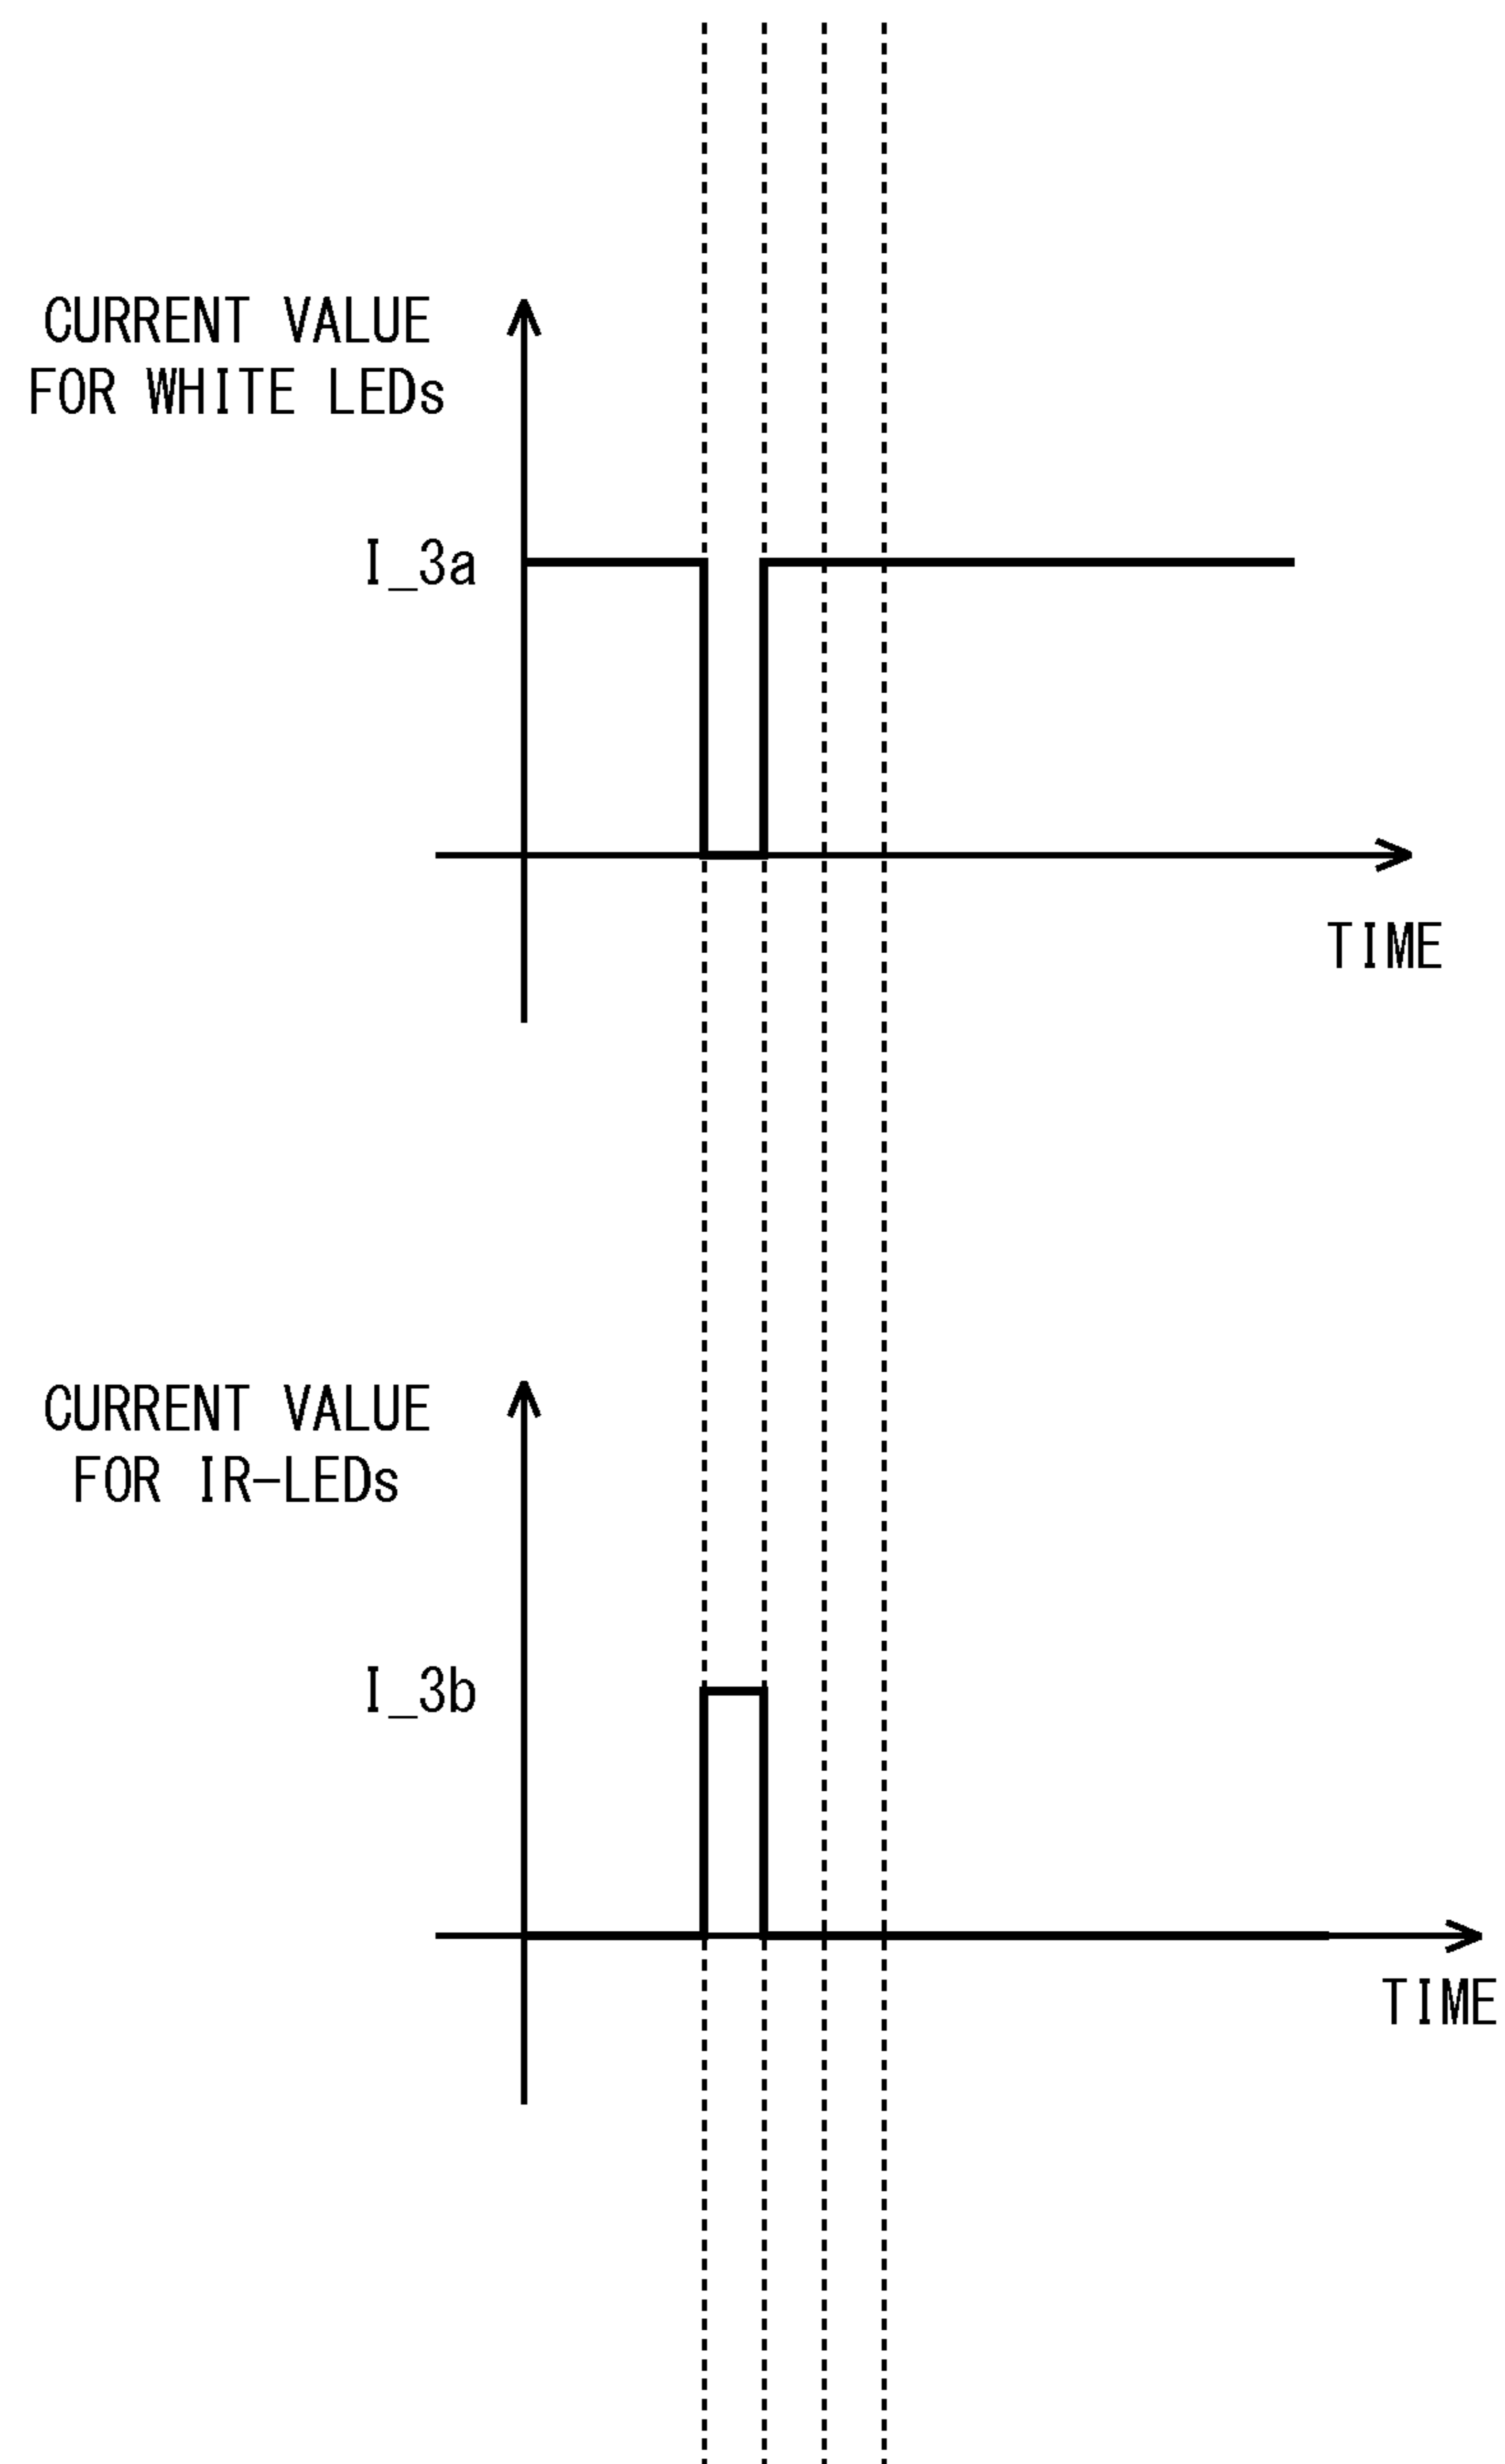 CURRENT VALUE
FOR WHITE LEDs
I_3a
TIME
CURRENT VALUE
FOR IR-LEDs
I_3b
TIME